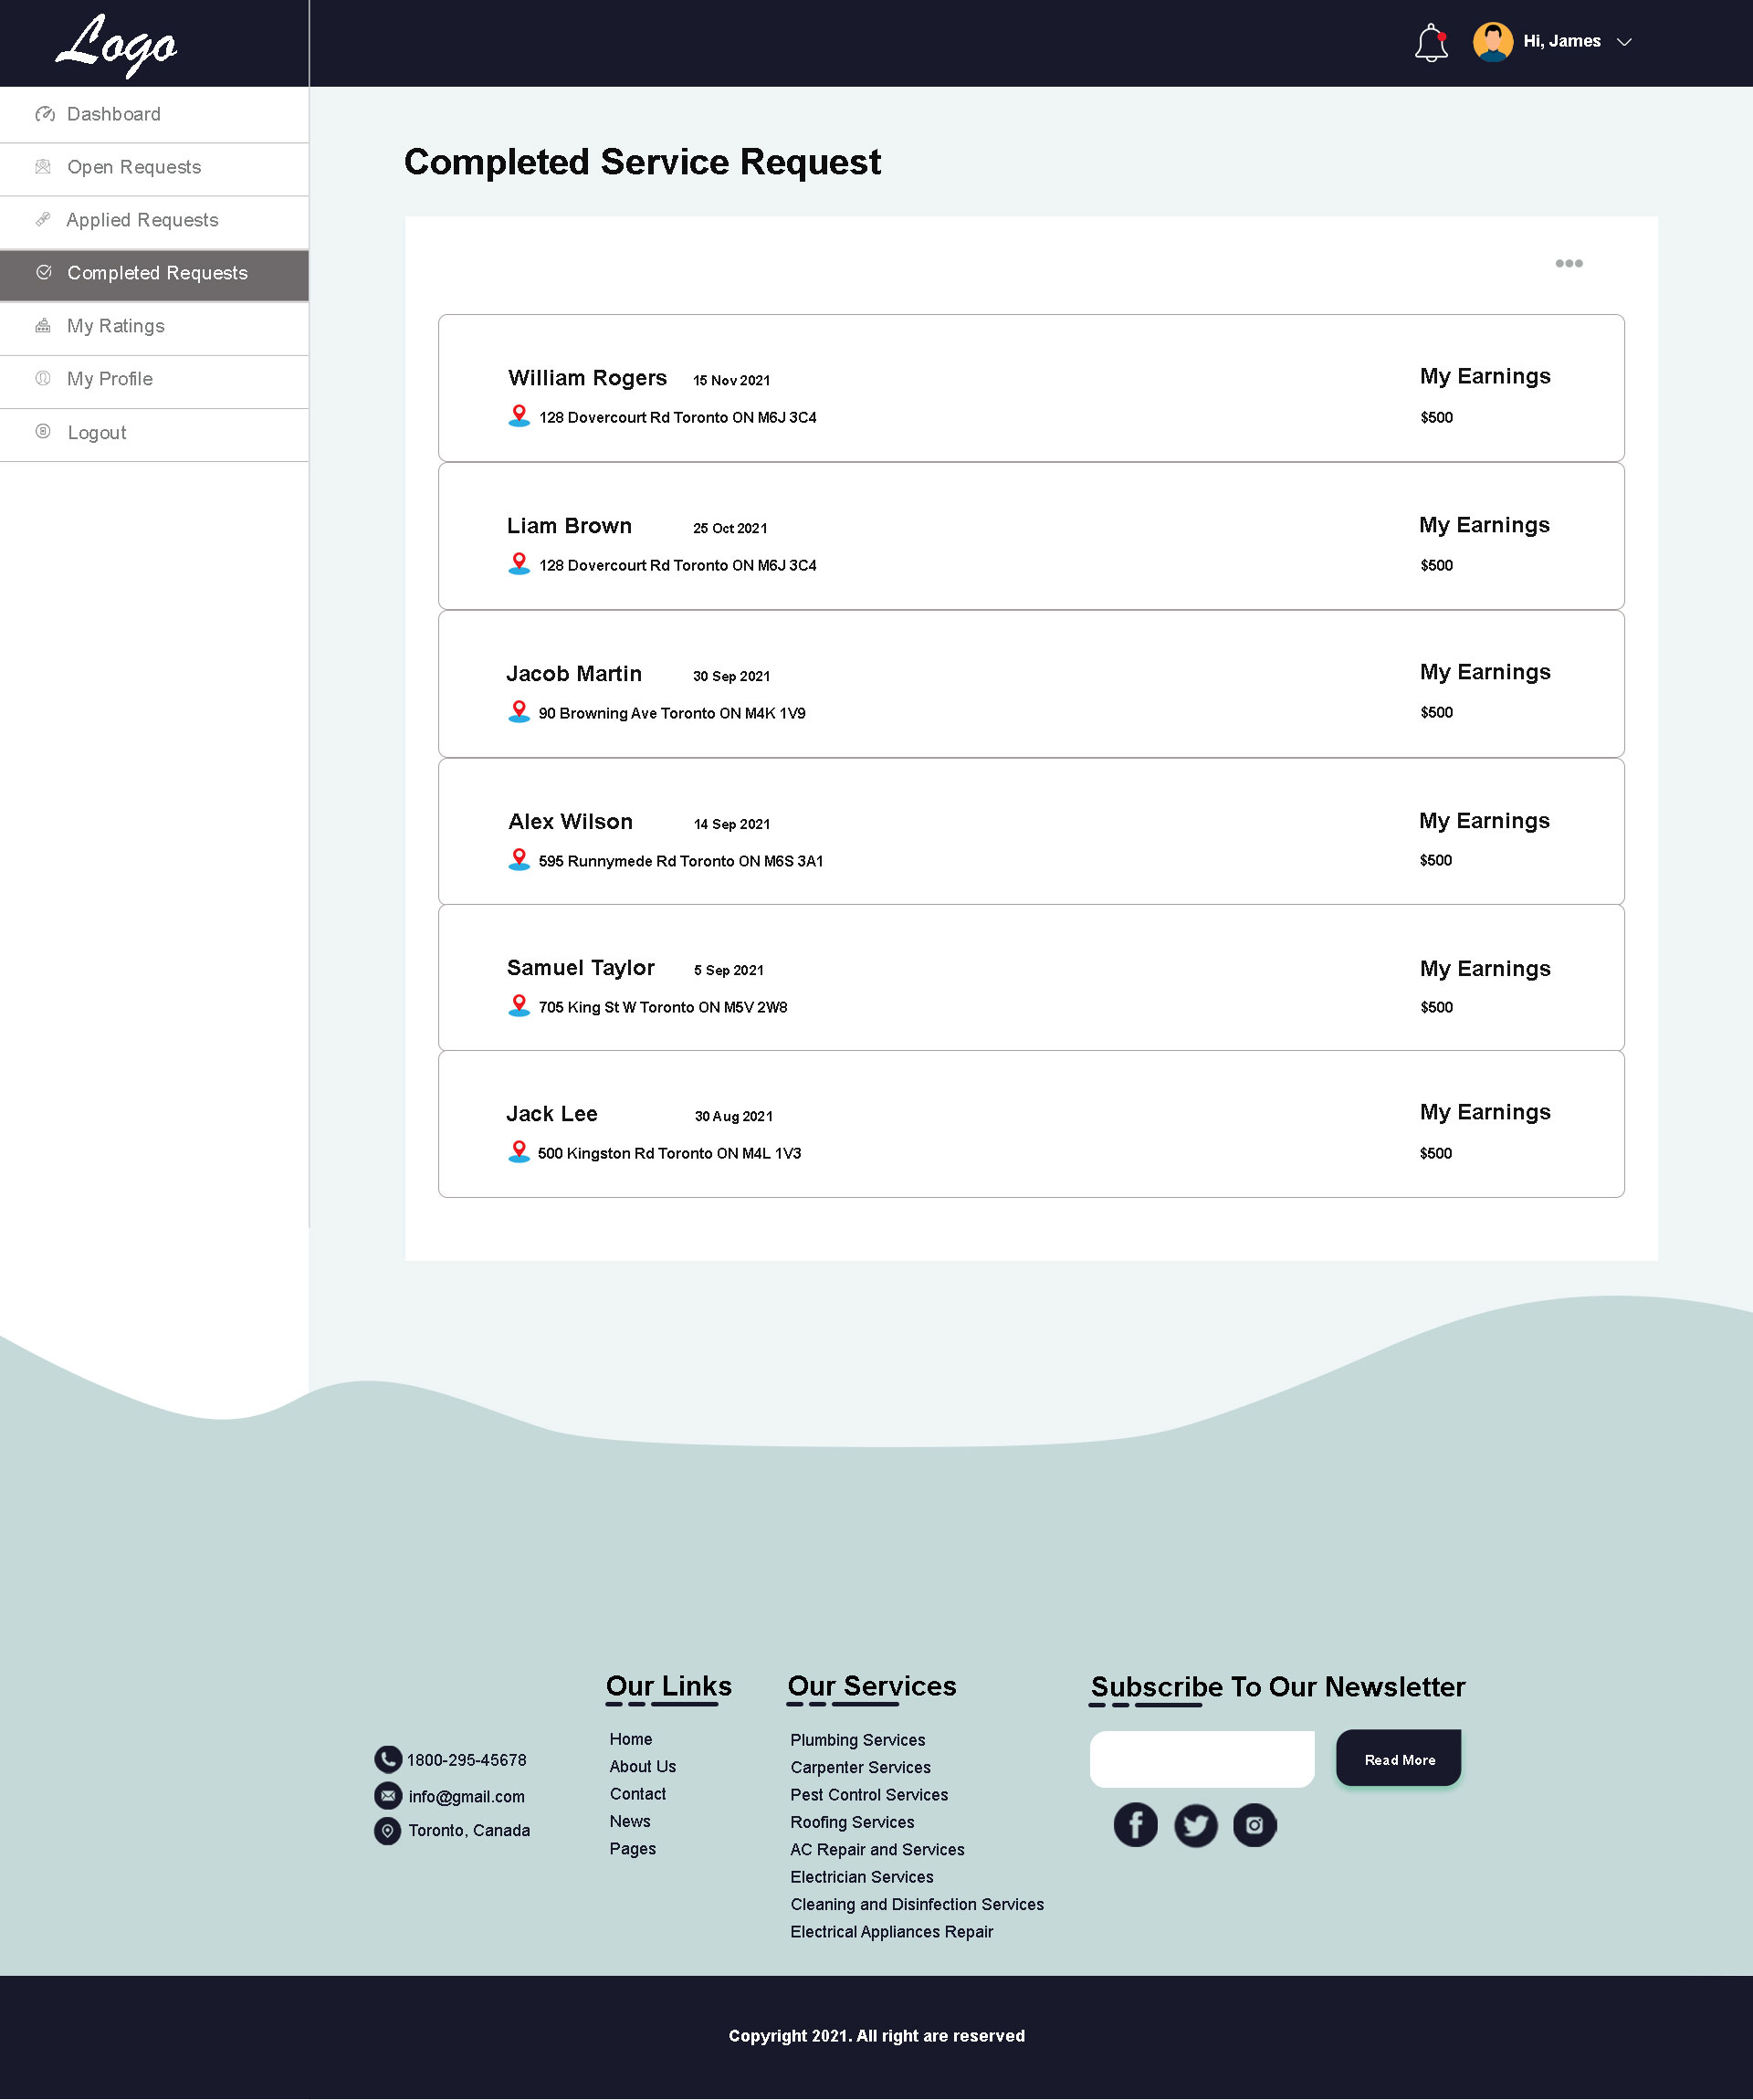 Logo
Hi, James
Dashboard
Open Requests
Applied Requests
Completed Requests
My Ratings
My Profile
Logout
Completed Service Request
William Rogers 15 Nov 2021 My Earnings
128 Dovercourt Rd Toronto ON M6J 3C4 $500
Liam Brown 25 Oct 2021 My Earnings
128 Dovercourt Rd Toronto ON M6J 3C4 $500
Jacob Martin 30 Sep 2021 My Earnings
90 Browning Ave Toronto ON M4K 1V9 $500
Alex Wilson 14 Sep 2021 My Earnings
595 Runnymede Rd Toronto ON M6S 3A1 $500
Samuel Taylor 5 Sep 2021 My Earnings
705 King St W Toronto ON M5V 2W8 $500
Jack Lee 30 Aug 2021 My Earnings
500 Kingston Rd Toronto ON M4L 1V3 $500
1800-295-45678
info@gmail.com
Toronto, Canada
Our Links
Home
About Us
Contact
News
Pages
Our Services
Plumbing Services
Carpenter Services
Pest Control Services
Roofing Services
AC Repair and Services
Electrician Services
Cleaning and Disinfection Services
Electrical Appliances Repair
Subscribe To Our Newsletter
Read More
Copyright 2021. All right are reserved